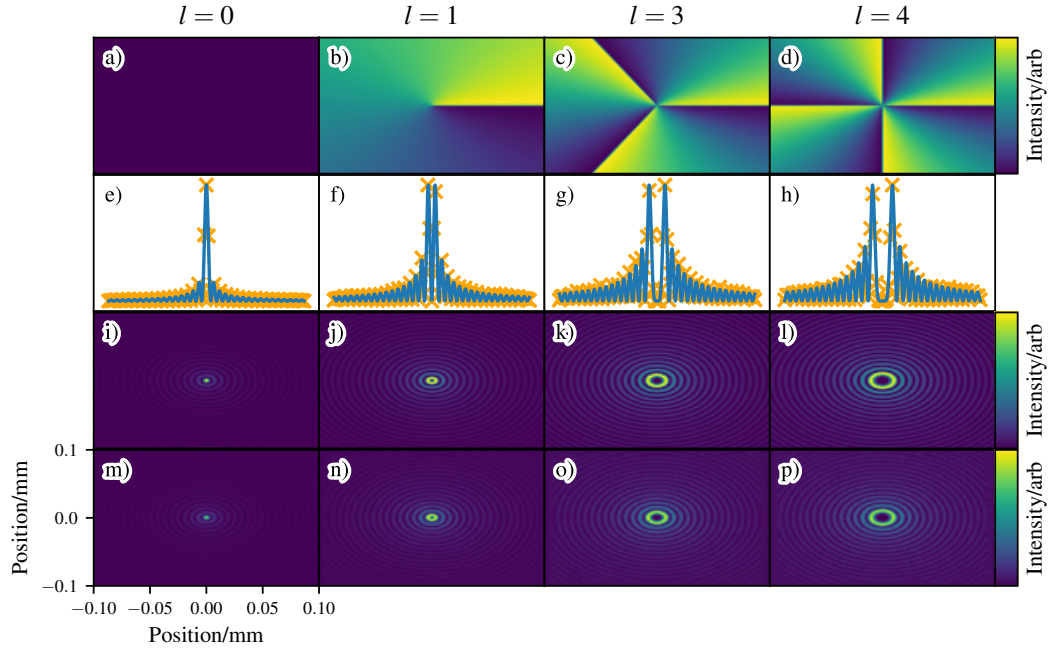 l = 0 l = 1 l = 3 l = 4
a) b) c) d) Intensity/arb
e) f) g) h)
i) j) k) l) Intensity/arb
0.1
m) n) o) p) Intensity/arb
0.0
Position/mm
−0.1
−0.10 −0.05 0.00 0.05 0.10
Position/mm